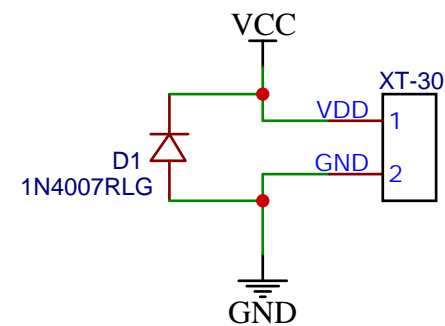 VCC
XT-30
VDD
1
D1
GND
2
1N4007RLG
GND